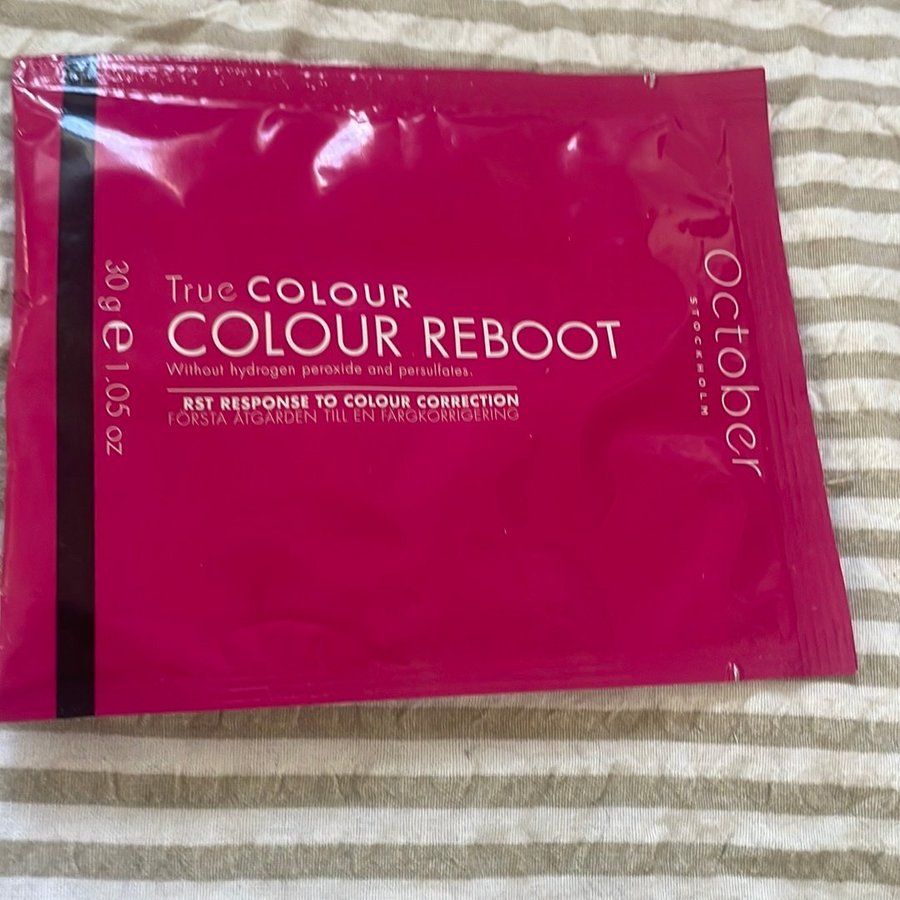 True COLOUR
COLOUR REBOOT
Without hydrogen peroxide and persulfates.
RST RESPONSE TO COLOUR CORRECTION
FÖRSTA ÅTGÄRDEN TILL EN FÄRGKORRIGERING
30 g e 1.05 oz
October
STOCKHOLM